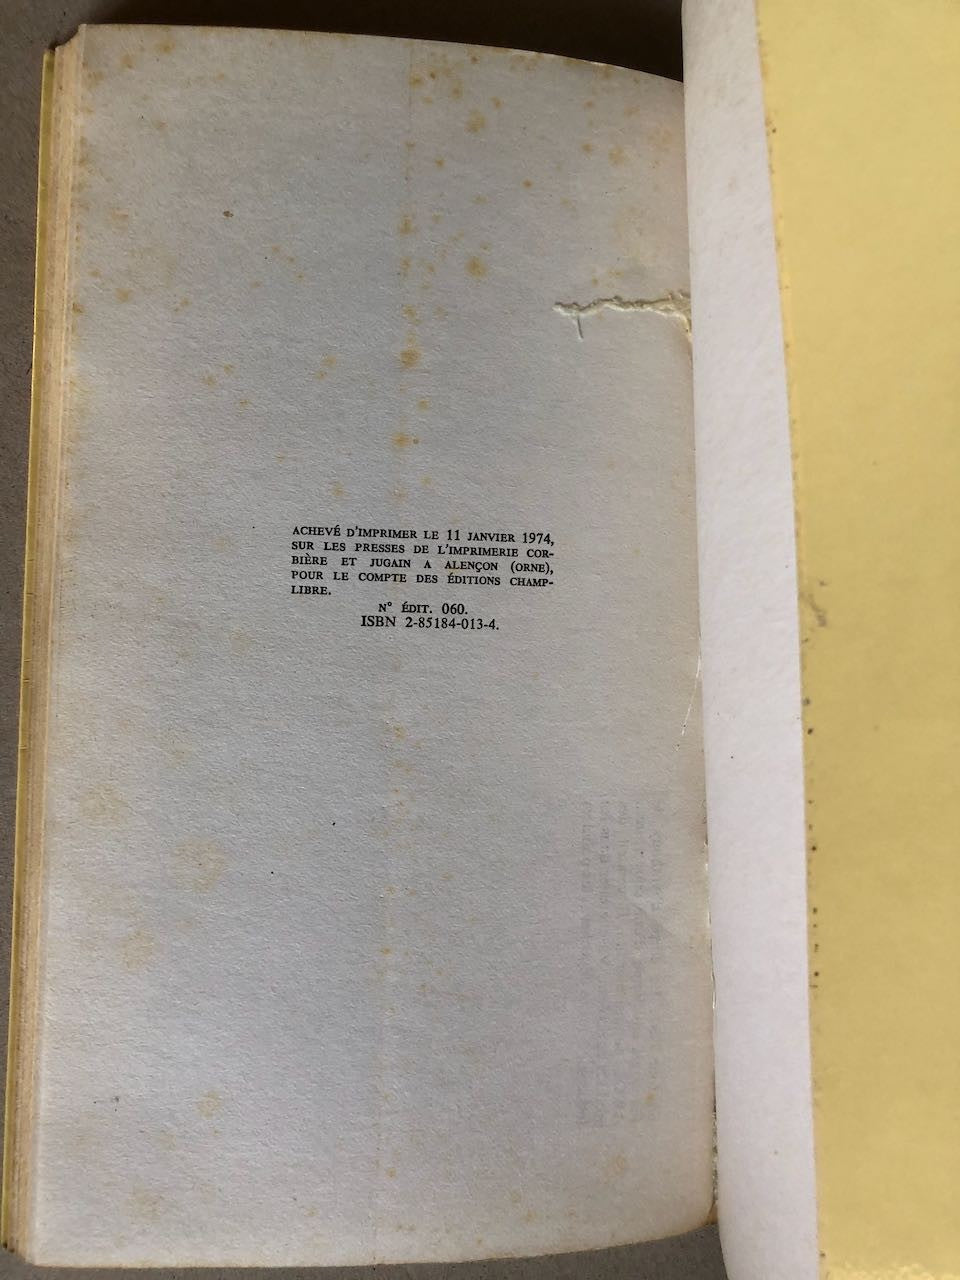 ACHEVÉ D'IMPRIMER LE 11 JANVIER 1974,
SUR LES PRESSES DE L'IMPRIMERIE COR-
BIÈRE ET JUGAIN A ALENÇON (ORNE),
POUR LE COMPTE DES ÉDITIONS CHAMP-
LIBRE.
N° ÉDIT. 060.
ISBN 2-85184-013-4.